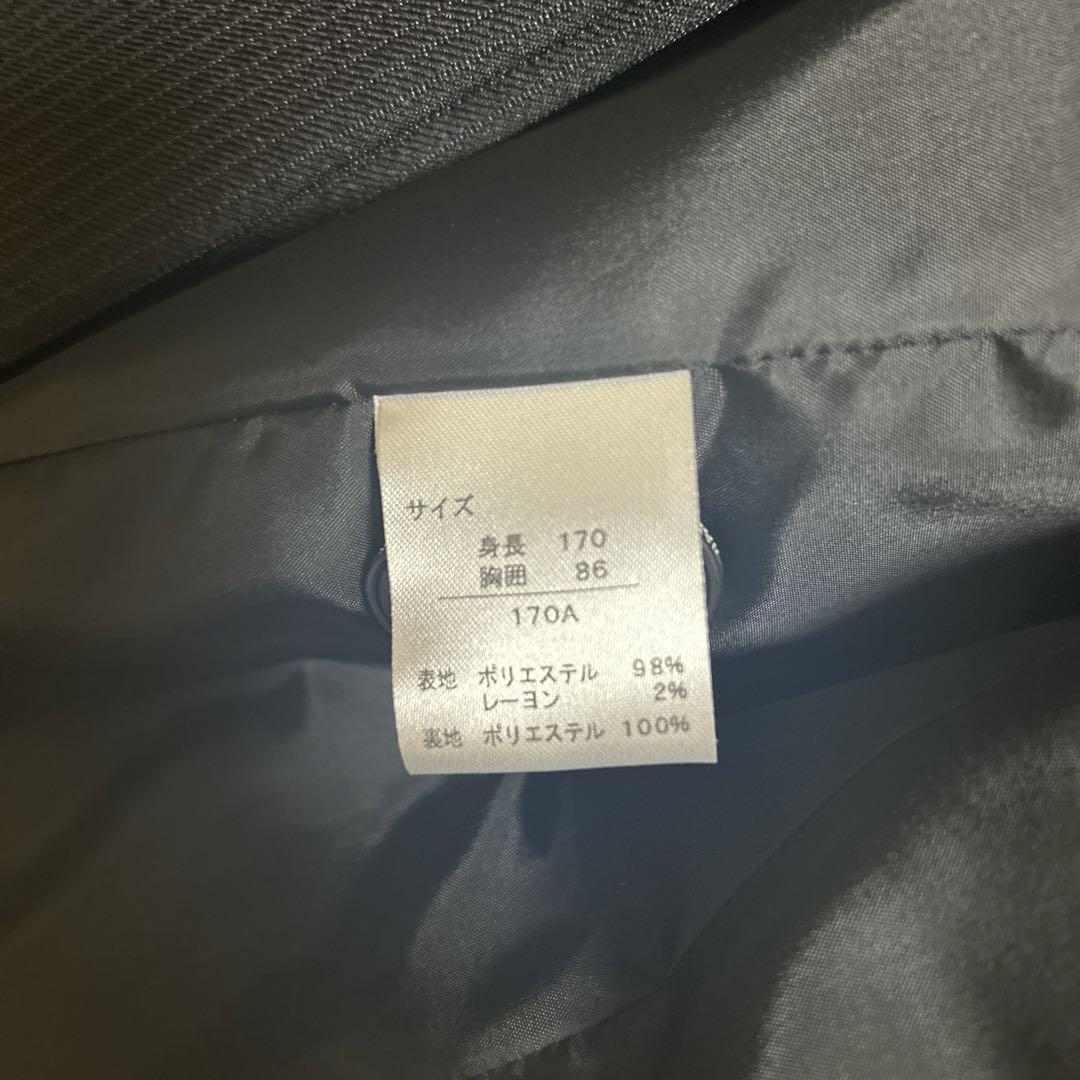 サイズ
身長 170
胸囲 86
170A
表地 ポリエステル 98%
レーヨン 2%
裏地 ポリエステル 100%